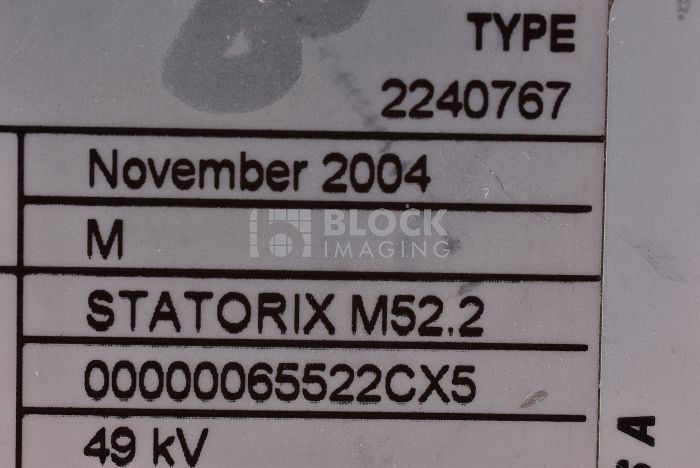 TYPE
2240767
November 2004
M
BLOCK
IMAGING
STATORIX M52.2
00000065522CX5
49 kV